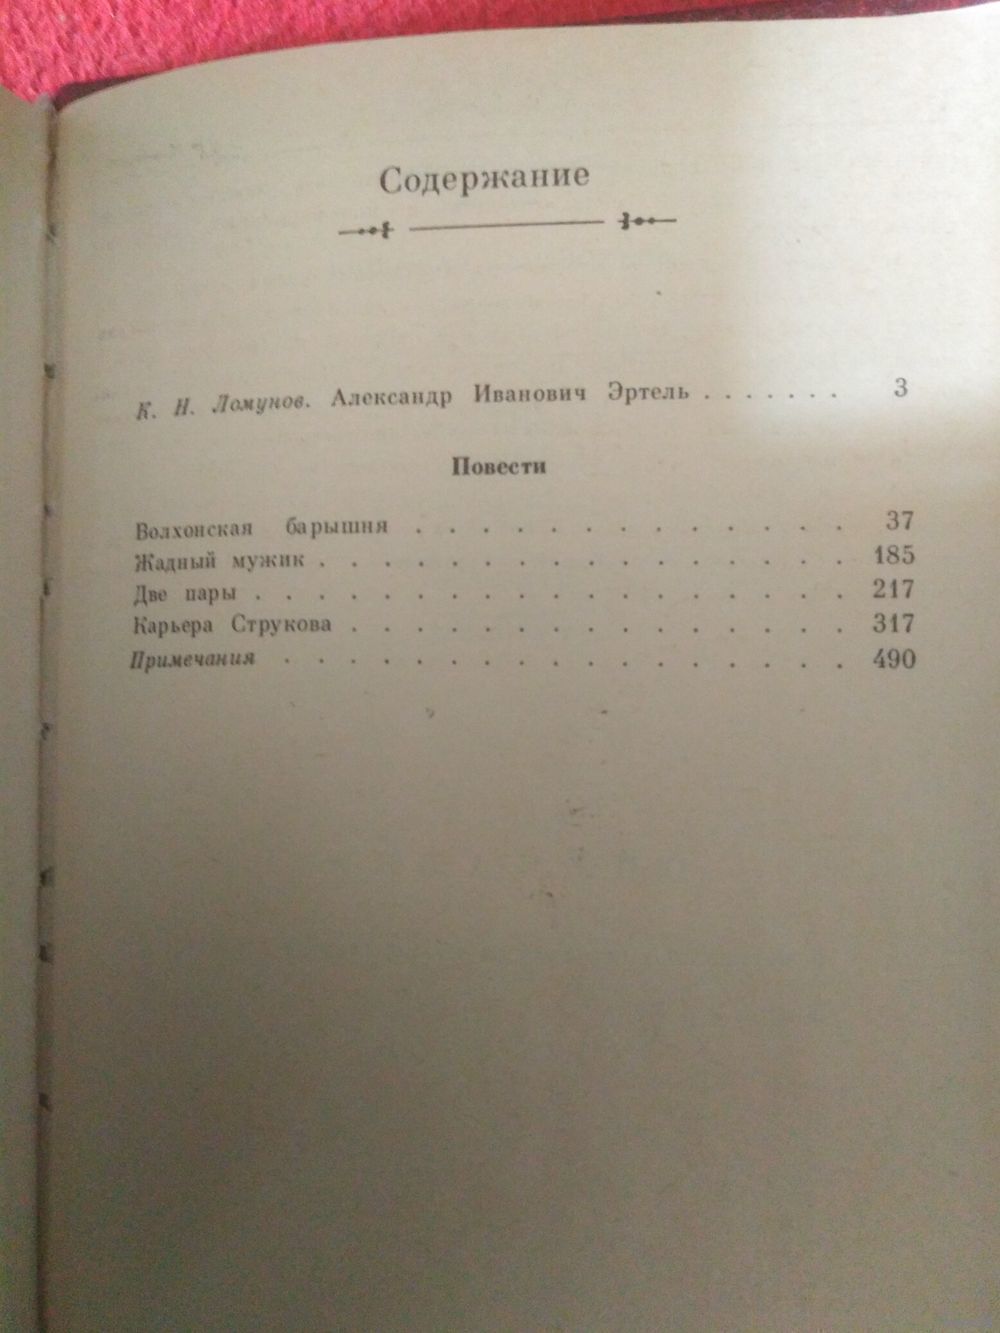 Содержание
К. Н. Ломунов. Александр Иванович Эртель . . . . . . . 3
Повести
Волхонская барышня . . . . . . . . . . . . . 37
Жадный мужик . . . . . . . . . . . . . . . . 185
Две пары . . . . . . . . . . . . . . . . . . 217
Карьера Струкова . . . . . . . . . . . . . . . 317
Примечания . . . . . . . . . . . . . . . . . 490